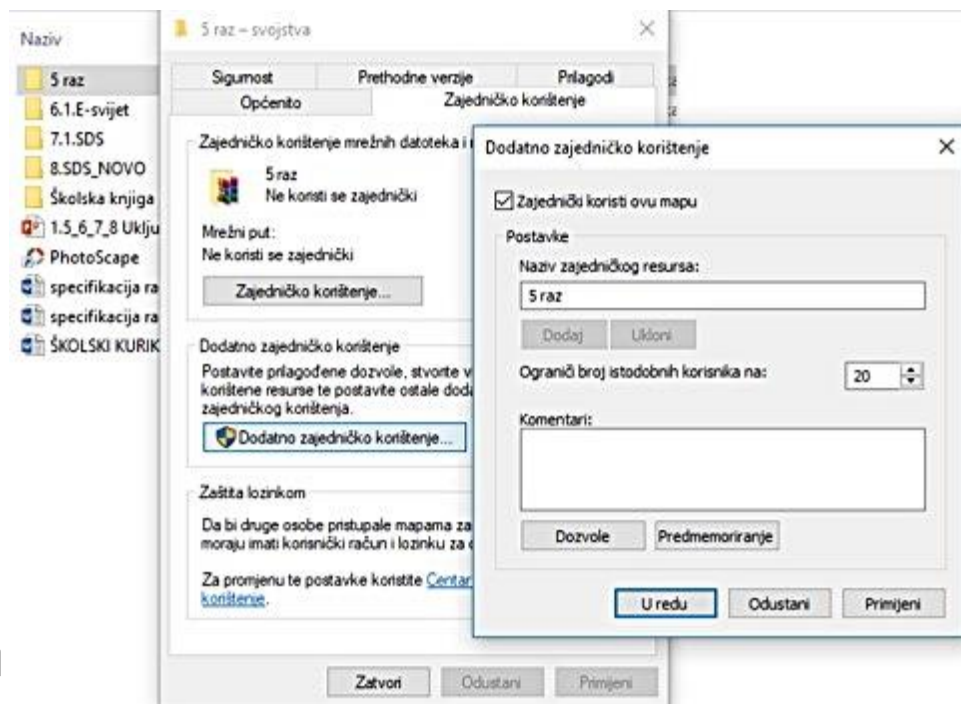 Naziv
5 raz
6.1.E-svijet
7.1.SDS
8.SDS_NOVO
Školska knjiga
1.5_6_7_8 Uklju
PhotoScape
specifikacija ra
specifikacija ra
ŠKOLSKI KURIK
5 raz – svojstva
Sigurnost Prethodne verzije Prilagodi
Općenito Zajedničko korištenje
Zajedničko korištenje mrežnih datoteka i
5 raz
Ne koristi se zajednički
Mrežni put:
Ne koristi se zajednički
Zajedničko korištenje...
Dodatno zajedničko korištenje
Postavite prilagođene dozvole, stvorite v
korištene resurse te postavite ostale doda
zajedničkog korištenja.
Dodatno zajedničko korištenje...
Zaštita lozinkom
Da bi druge osobe pristupale mapama za
moraju imati korisnički račun i lozinku za
Za promjenu te postavke koristite Centar
korištenje.
Zatvori Odustani Primijeni
Dodatno zajedničko korištenje
Zajednički koristi ovu mapu
Postavke
Naziv zajedničkog resursa:
5 raz
Dodaj Ukloni
Ograniči broj istodobnih korisnika na: 20
Komentari:
Dozvole Predmemoriranje
U redu Odustani Primijeni